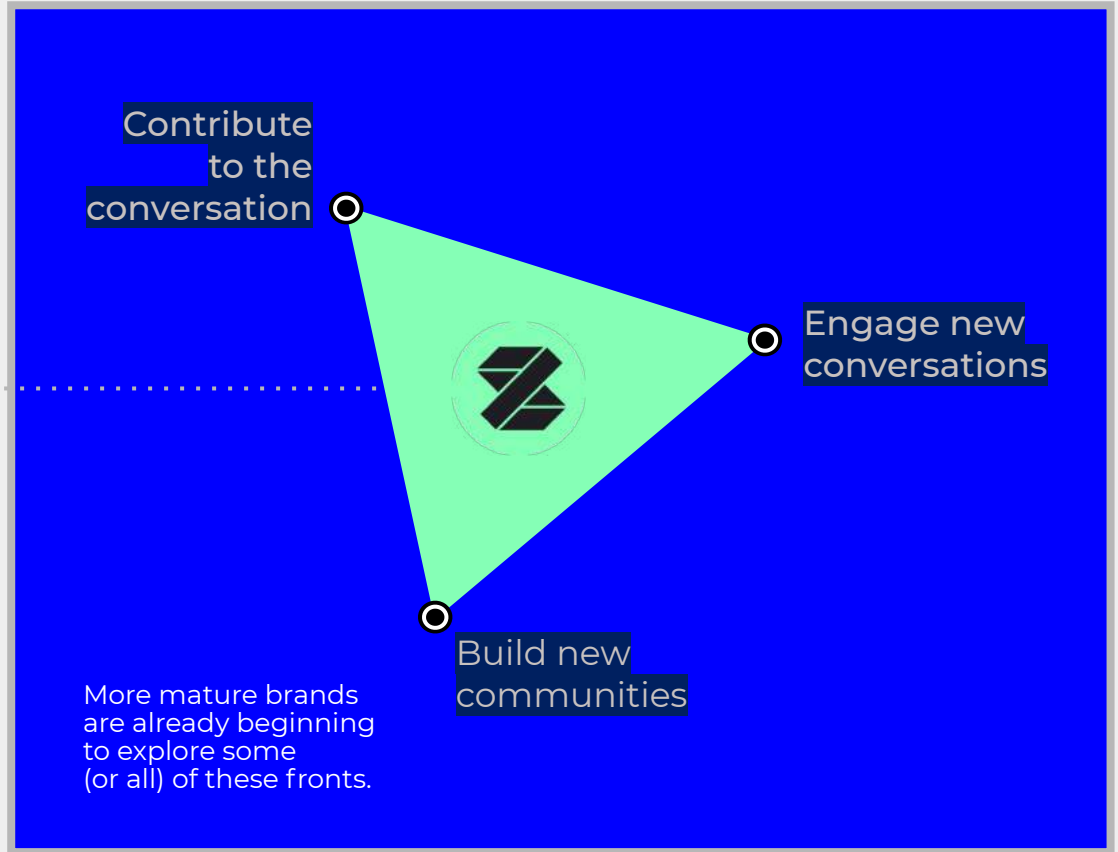 Contribute
to the
conversation
Engage new
conversations
Build new
communities
More mature brands
are already beginning
to explore some
(or all) of these fronts.